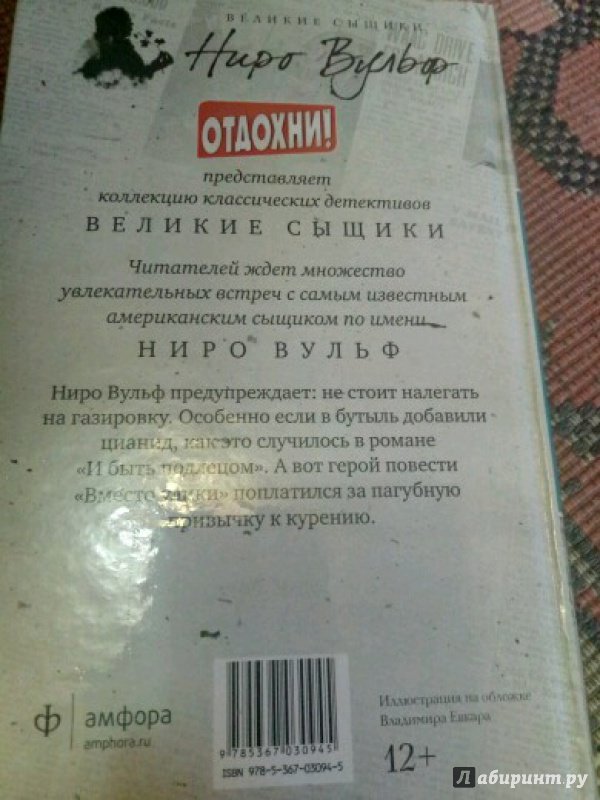 ВЕЛИКИЕ СЫЩИКИ
Ниро Вульф
ОТДОХНИ!
представляет
коллекцию классических детективов
ВЕЛИКИЕ СЫЩИКИ
Читателей ждет множество
увлекательных встреч с самым известным
американским сыщиком по имени
НИРО ВУЛЬФ
Ниро Вульф предупреждает: не стоит налегать
на газировку. Особенно если в бутыль добавили
цианид, как это случилось в романе
«И быть подлецом». А вот герой повести
«Вместо улики» поплатился за пагубную
привычку к курению.
ф амфора
amphora.ru
9 785367 030945
ISBN 978-5-367-03094-5
Иллюстрация на обложке
Владимира
12+
Лабиринт.ру